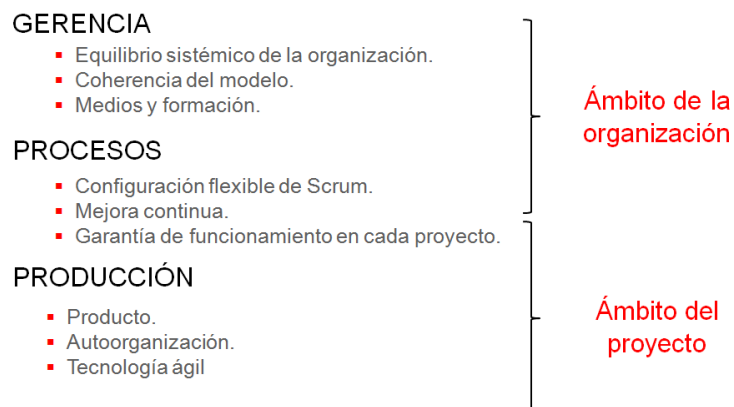 GERENCIA
▪ Equilibrio sistémico de la organización.
▪ Coherencia del modelo.
▪ Medios y formación.
PROCESOS
▪ Configuración flexible de Scrum.
▪ Mejora continua.
▪ Garantía de funcionamiento en cada proyecto.
PRODUCCIÓN
▪ Producto.
▪ Autoorganización.
▪ Tecnología ágil
Ámbito de la
organización
Ámbito del
proyecto